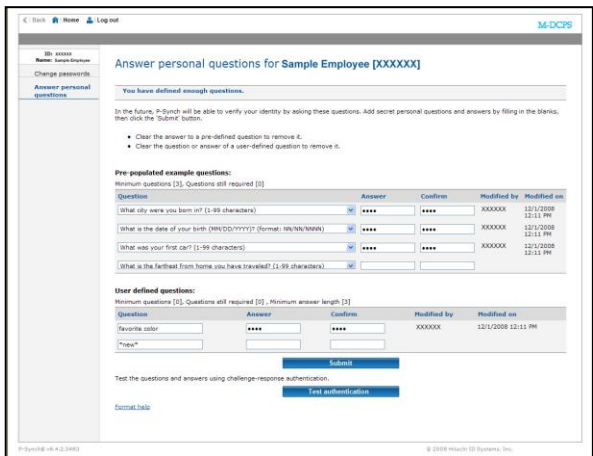 Back Home Log out
M-DCPS
ID: XXXXXX
Name: Sample Employee
Change passwords
Answer personal questions
Answer personal questions for Sample Employee [XXXXXX]
You have defined enough questions.
In the future, P-Synch will be able to verify your identity by asking these questions. Add secret personal questions and answers by filling in the blanks,
then click the 'Submit' button.
• Clear the answer to a pre-defined question to remove it.
• Clear the question or answer of a user-defined question to remove it.
Pre-populated example questions:
Minimum questions [3], Questions still required [0]
Question Answer Confirm Modified by Modified on
What city were you born in? (1-99 characters) •••• •••• XXXXXX 12/1/2008 12:11 PM
What is the date of your birth (MM/DD/YYYY)? (format: NN/NN/NNNN) •••• •••• XXXXXX 12/1/2008 12:11 PM
What was your first car? (1-99 characters) •••• •••• XXXXXX 12/1/2008 12:11 PM
What is the farthest from home you have traveled? (1-99 characters)
User defined questions:
Minimum questions [0], Questions still required [0] , Minimum answer length [3]
Question Answer Confirm Modified by Modified on
favorite color •••• •••• XXXXXX 12/1/2008 12:11 PM
*new*
Submit
Test the questions and answers using challenge-response authentication.
Test authentication
Format help
P-Synch® v6.4.2.3483 © 2008 Hitachi ID Systems, Inc.